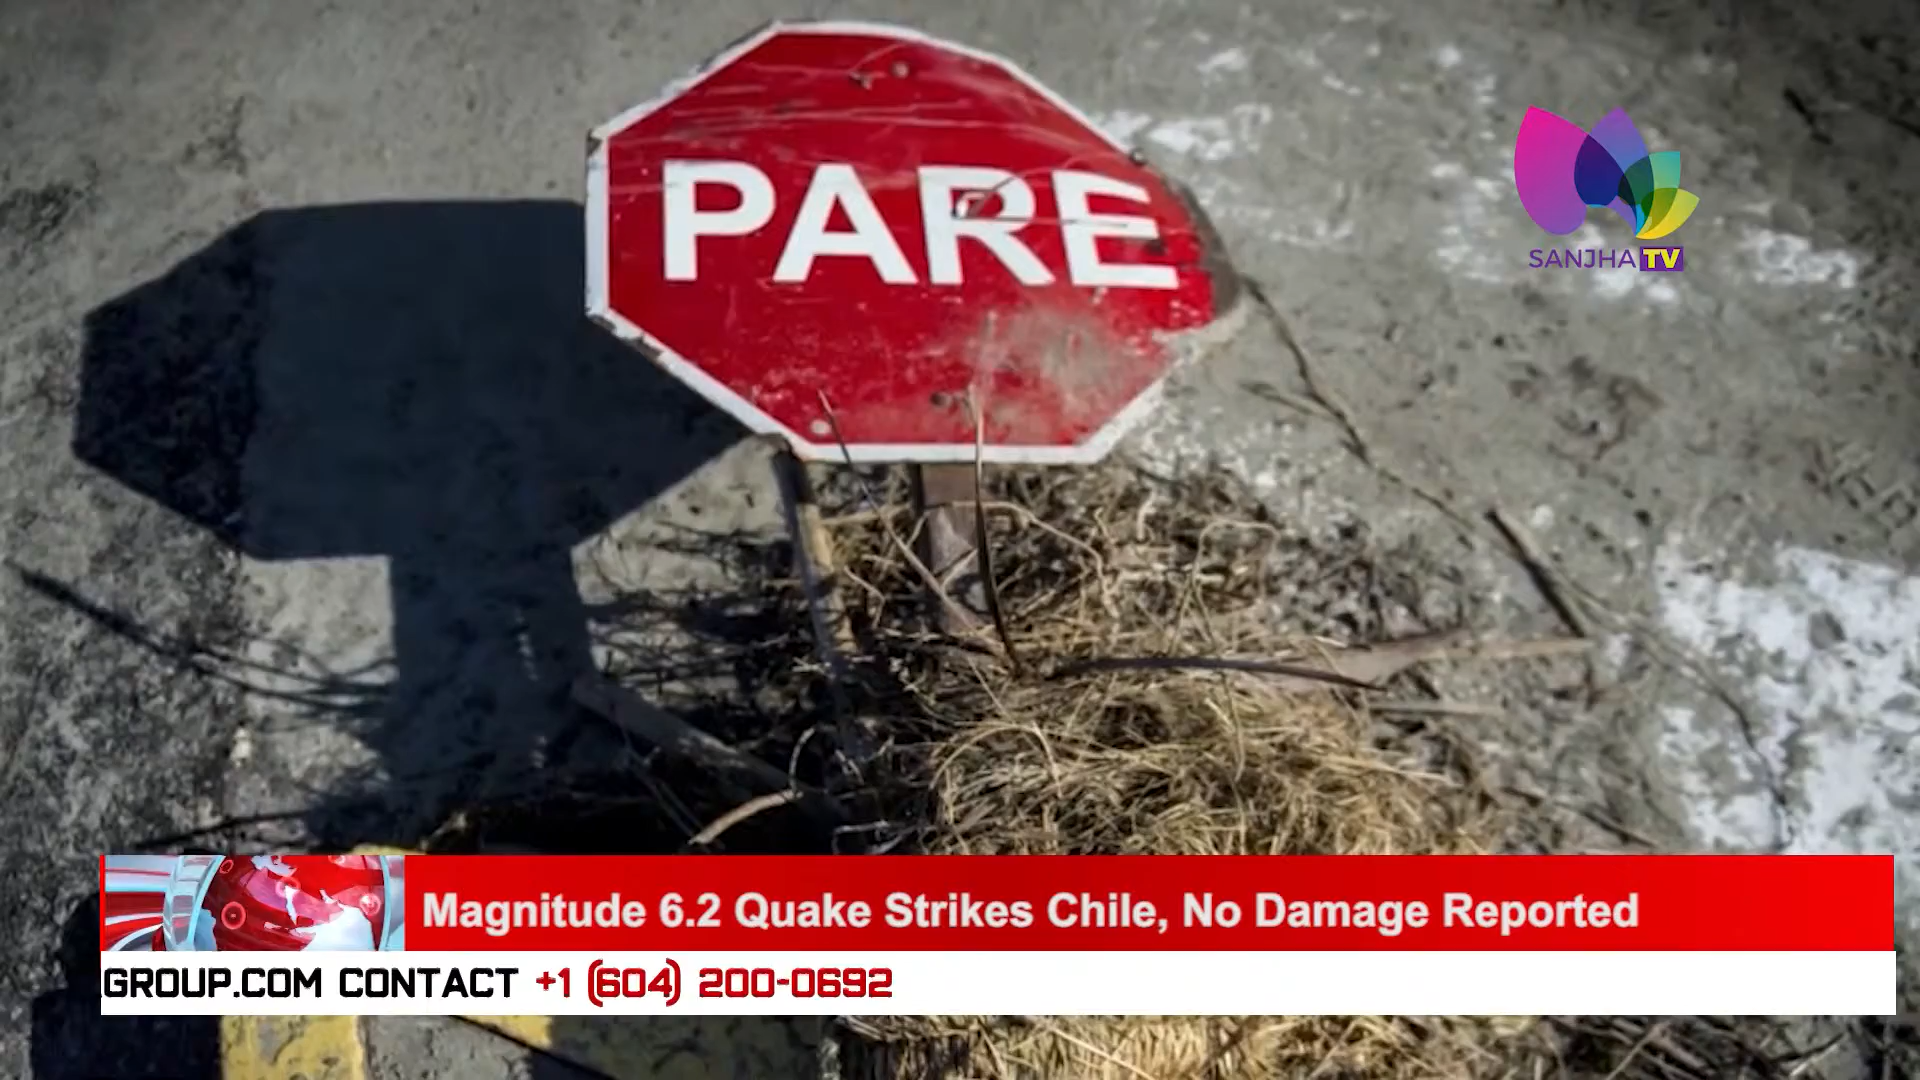 PARE
SANJHA TV
Magnitude 6.2 Quake Strikes Chile, No Damage Reported
GROUP.COM CONTACT +1 (604) 200-0692